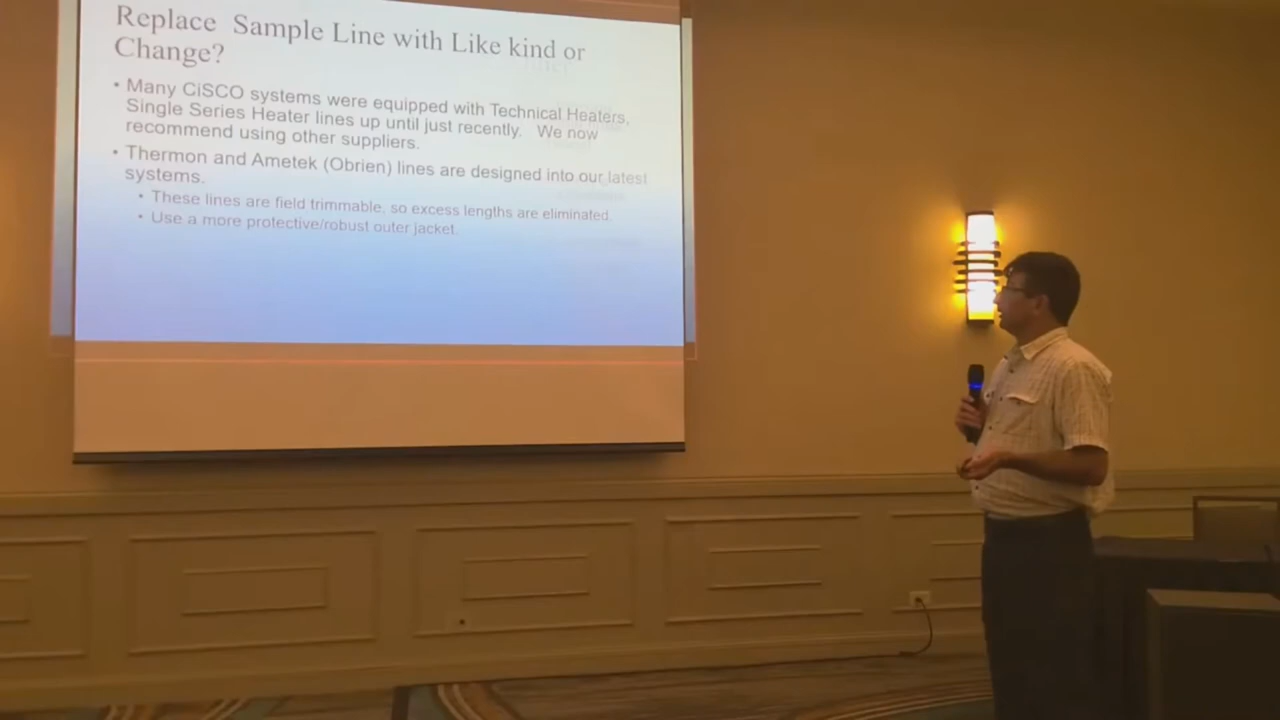 Replace Sample Line with Like kind or
Change?
• Many CiSCO systems were equipped with Technical Heaters,
Single Series Heater lines up until just recently. We now
recommend using other suppliers.
• Thermon and Ametek (Obrien) lines are designed into our latest
systems.
• These lines are field trimmable, so excess lengths are eliminated.
• Use a more protective/robust outer jacket.